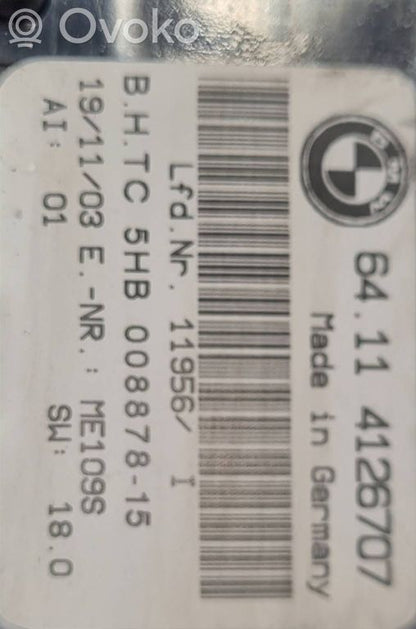 Ovoko
64.11 4126707
Made in Germany
Lfd.Nr. 11956/ I
B.H.TC 5HB 008878-15
19/11/03 E.-NR.: ME109S
AI: 01 SW: 18.0